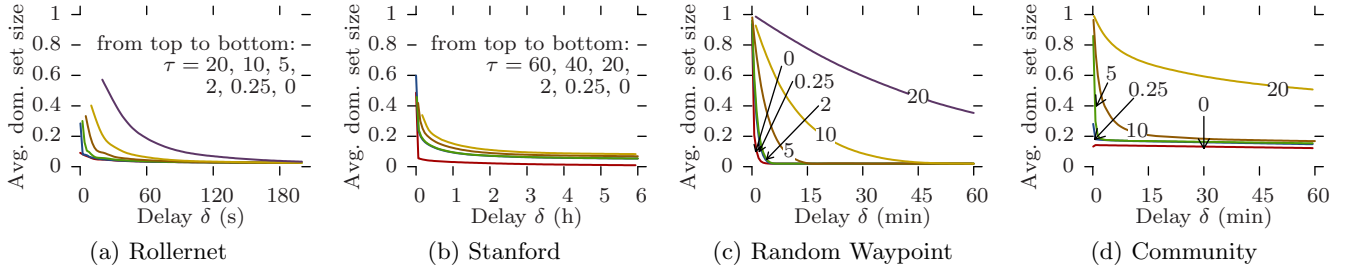 Avg. dom. set size
1
0.8
0.6
0.4
0.2
0
from top to bottom:
τ = 20, 10, 5,
2, 0.25, 0
0 60 120 180
Delay δ (s)
(a) Rollernet
Avg. dom. set size
1
0.8
0.6
0.4
0.2
0
from top to bottom:
τ = 60, 40, 20,
2, 0.25, 0
0 1 2 3 4 5 6
Delay δ (h)
(b) Stanford
Avg. dom. set size
1
0.8
0.6
0.4
0.2
0
0
0.25
2
20
10
5
0 15 30 45 60
Delay δ (min)
(c) Random Waypoint
Avg. dom. set size
1
0.8
0.6
0.4
0.2
0
5
0.25
0
20
10
0 15 30 45 60
Delay δ (min)
(d) Community